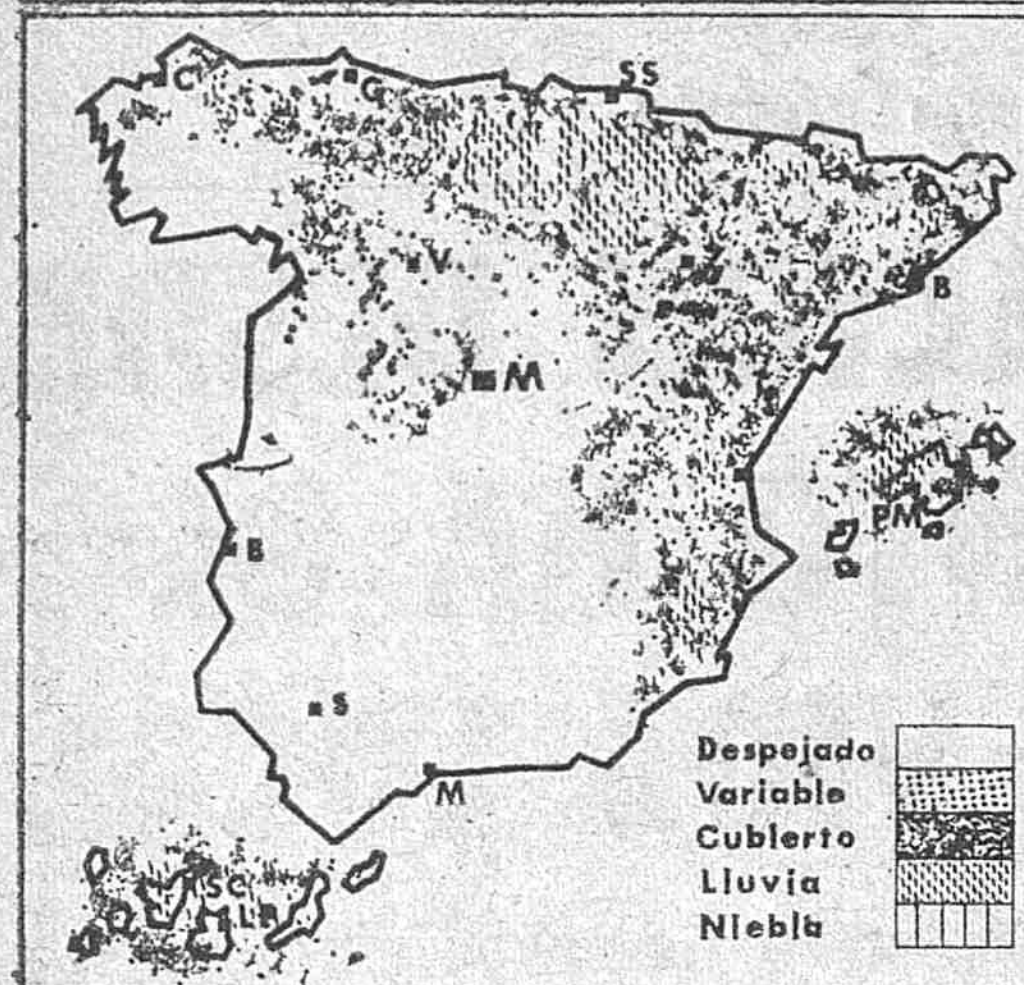 C
G
SS
V
B
M
PM
B
S
M
SC
LP
Despejado
Variable
Cubierto
Lluvia
Niebla